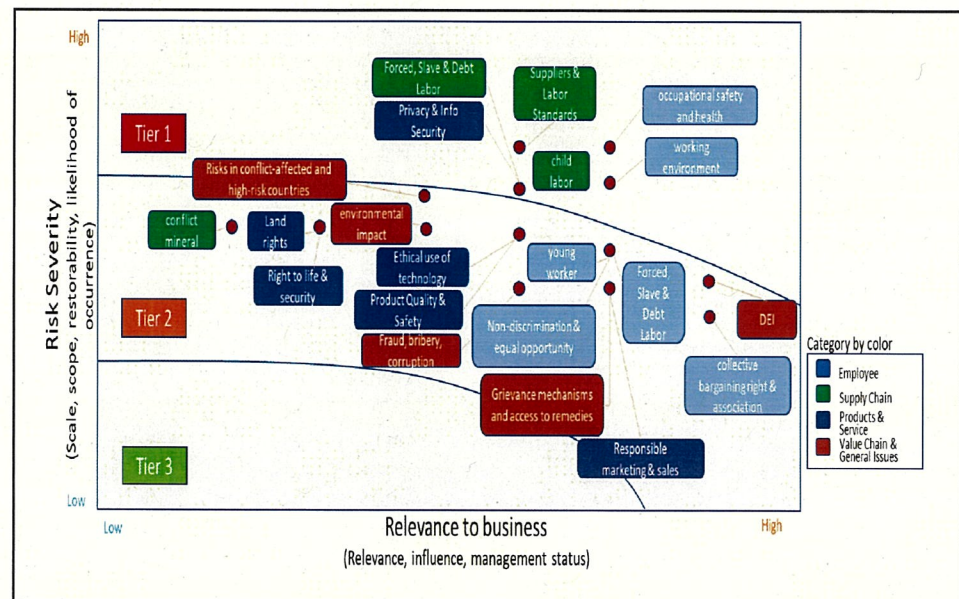 High
Forced, Slave & Debt
Labor
Suppliers &
Labor
Standards
occupational safety
and health
Privacy & Info
Security
Tier 1
child
labor
working
environment
Risks in conflict-affected and
high-risk countries
conflict
mineral
Land
rights
environmental
impact
Right to life &
security
Ethical use of
technology
young
worker
Forced,
Slave &
Debt
Labor
Product Quality &
Safety
Tier 2
Non-discrimination &
equal opportunity
DEI
Fraud, bribery,
corruption
collective
bargaining right &
association
Grievance mechanisms
and access to remedies
Tier 3
Responsible
marketing & sales
Low
Risk Severity
(Scale, scope, restorability, likelihood of
occurrence)
Low
Relevance to business
High
(Relevance, influence, management status)
Category by color
Employee
Supply Chain
Products &
Service
Value Chain &
General Issues